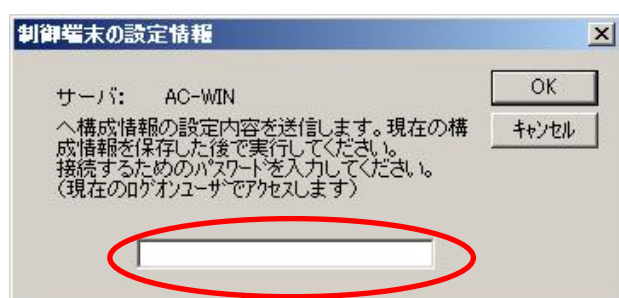 制御端末の設定情報
サーバ: AC-WIN
OK
へ構成情報の設定内容を送信します。現在の構
キャンセル
成情報を保存した後で実行してください。
接続するためのパスワードを入力してください。
(現在のログオンユーザでアクセスします)